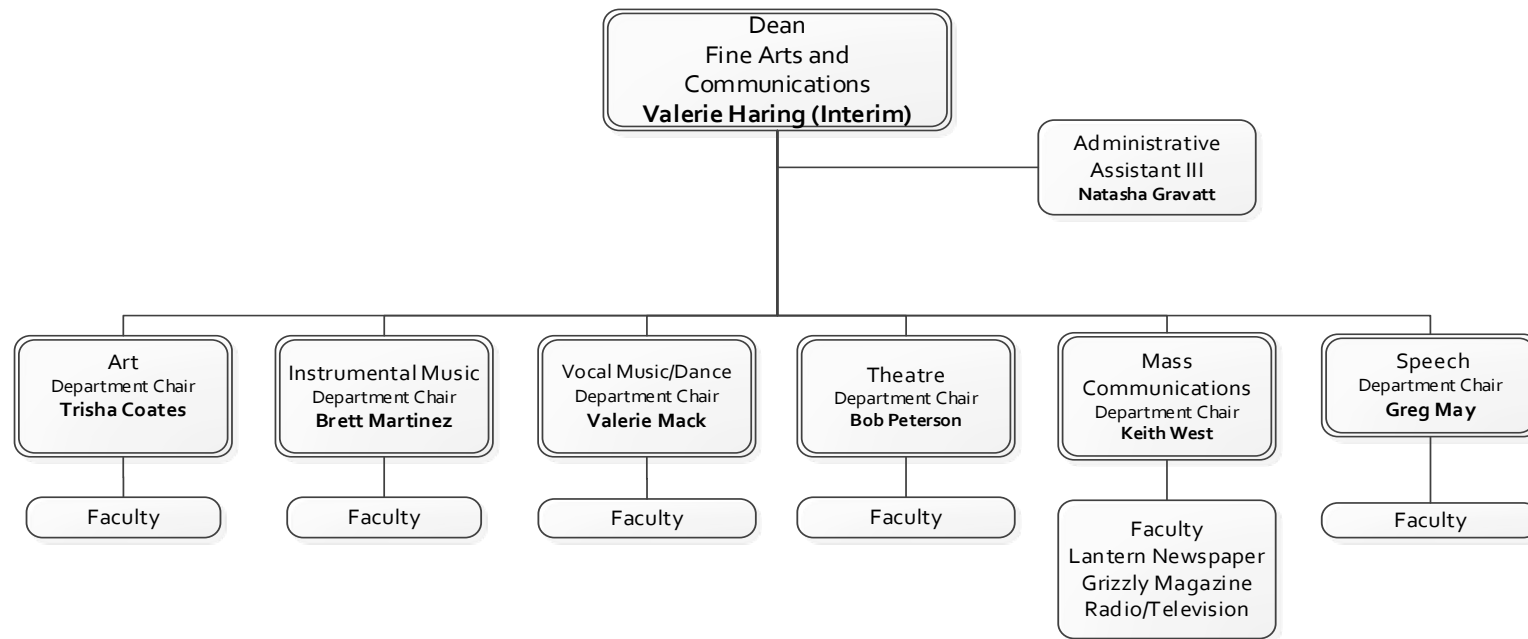 Dean
Fine Arts and
Communications
Valerie Haring (Interim)
Administrative
Assistant III
Natasha Gravatt
Art
Department Chair
Trisha Coates
Instrumental Music
Department Chair
Brett Martinez
Vocal Music/Dance
Department Chair
Valerie Mack
Theatre
Department Chair
Bob Peterson
Mass
Communications
Department Chair
Keith West
Speech
Department Chair
Greg May
Faculty
Faculty
Faculty
Faculty
Faculty
Lantern Newspaper
Grizzly Magazine
Radio/Television
Faculty